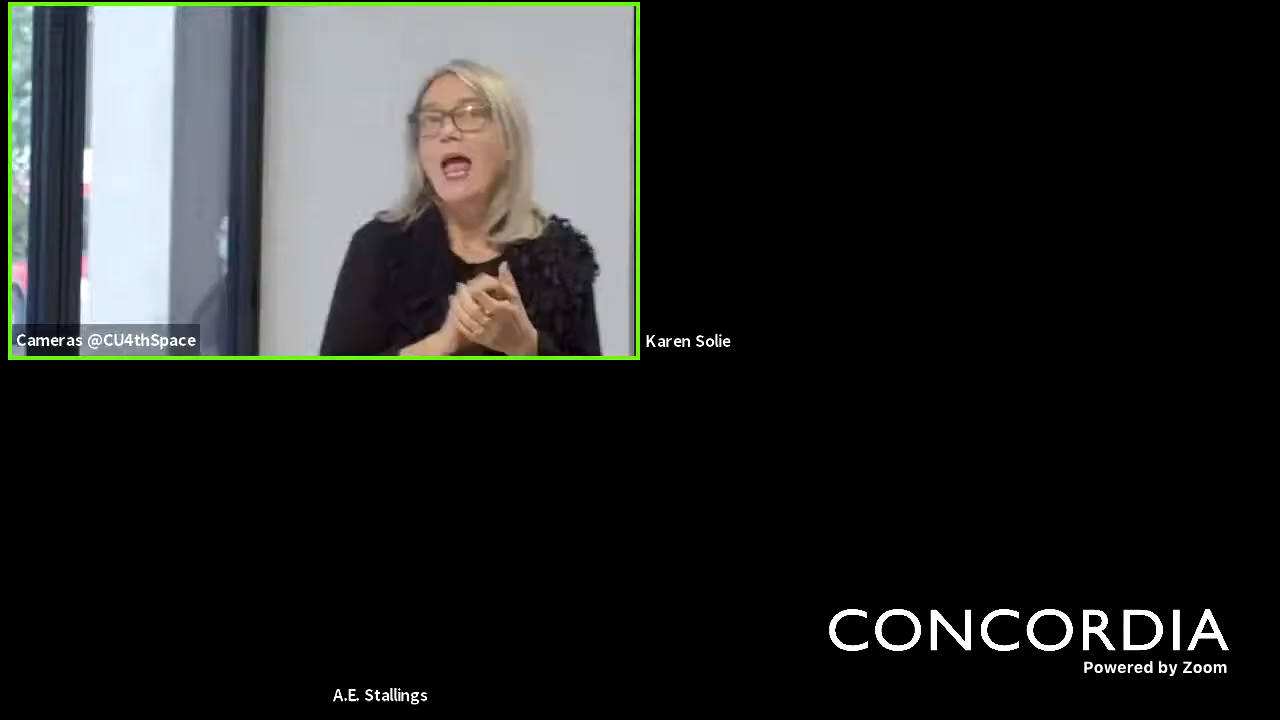 Cameras @CU4thSpace
Karen Solie
CONCORDIA
Powered by Zoom
A.E. Stallings